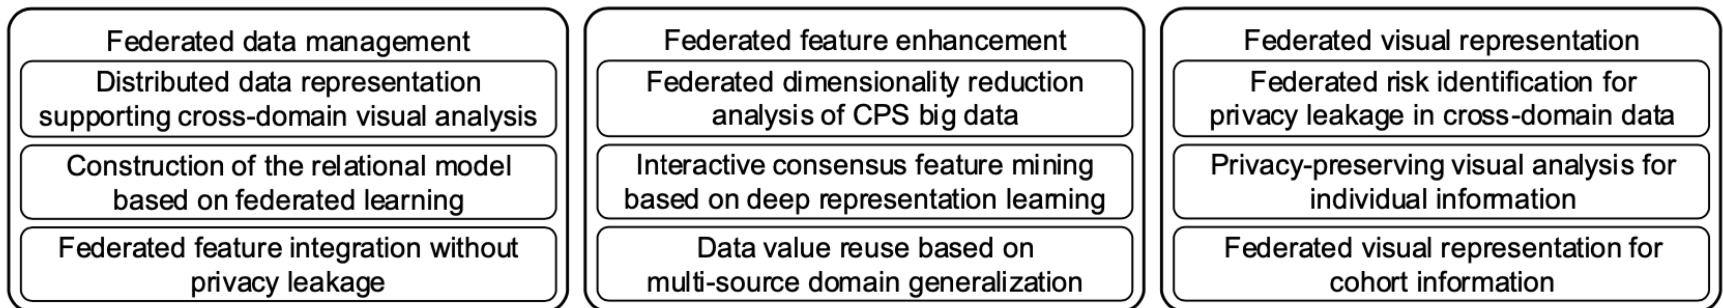 Federated data management
Distributed data representation
supporting cross-domain visual analysis
Construction of the relational model
based on federated learning
Federated feature integration without
privacy leakage
Federated feature enhancement
Federated dimensionality reduction
analysis of CPS big data
Interactive consensus feature mining
based on deep representation learning
Data value reuse based on
multi-source domain generalization
Federated visual representation
Federated risk identification for
privacy leakage in cross-domain data
Privacy-preserving visual analysis for
individual information
Federated visual representation for
cohort information